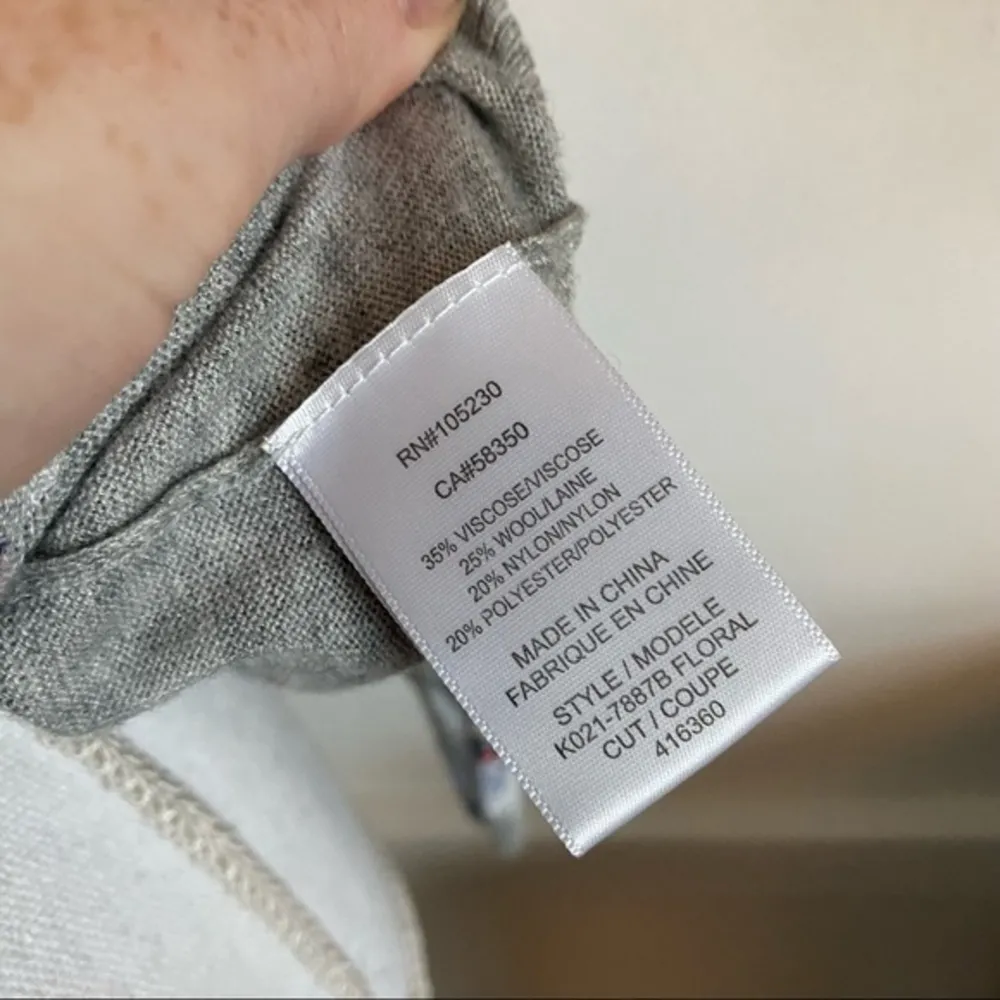 RN#105230
CA#58350
35% VISCOSE/VISCOSE
25% WOOL/LAINE
20% NYLON/NYLON
20% POLYESTER/POLYESTER
MADE IN CHINA
FABRIQUE EN CHINE
STYLE / MODELE
K021-7887B FLORAL
CUT / COUPE
416360